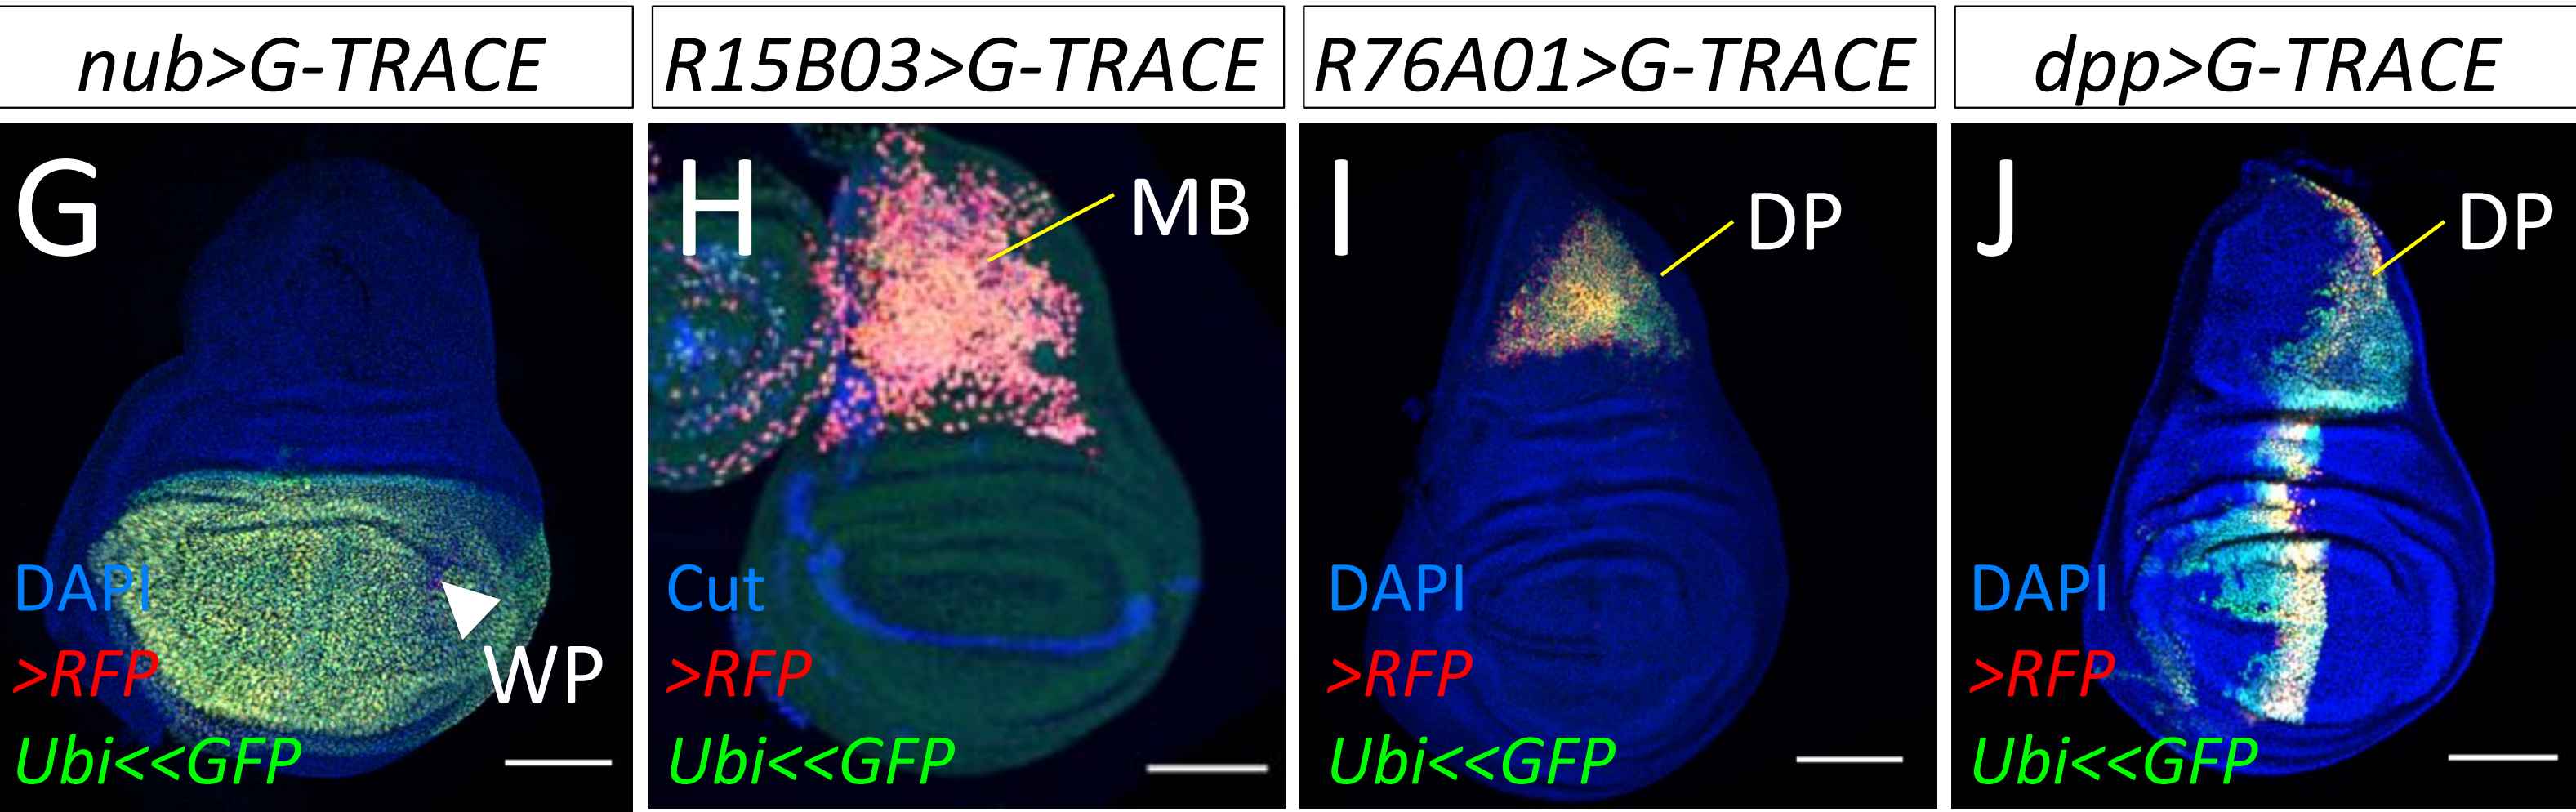 nub>G-TRACE
R15B03>G-TRACE
R76A01>G-TRACE
dpp>G-TRACE
G
DAPI
>RFP
Ubi<<GFP
WP
H
MB
Cut
>RFP
Ubi<<GFP
I
DP
DAPI
>RFP
Ubi<<GFP
J
DP
DAPI
>RFP
Ubi<<GFP